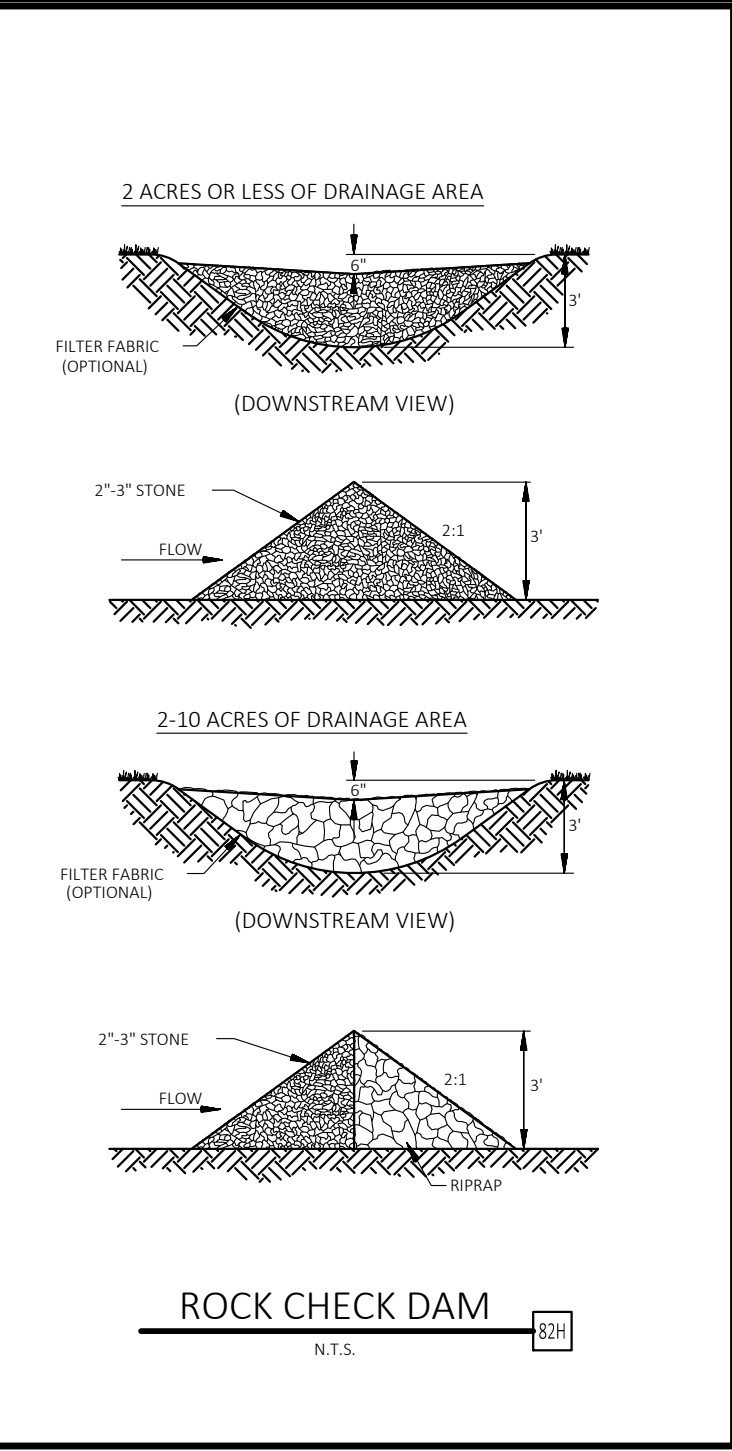 2 ACRES OR LESS OF DRAINAGE AREA
6"
3'
FILTER FABRIC
(OPTIONAL)
(DOWNSTREAM VIEW)
2"-3" STONE
2:1
3'
FLOW
2-10 ACRES OF DRAINAGE AREA
6"
3'
FILTER FABRIC
(OPTIONAL)
(DOWNSTREAM VIEW)
2"-3" STONE
2:1
3'
FLOW
RIPRAP
ROCK CHECK DAM
82H
N.T.S.